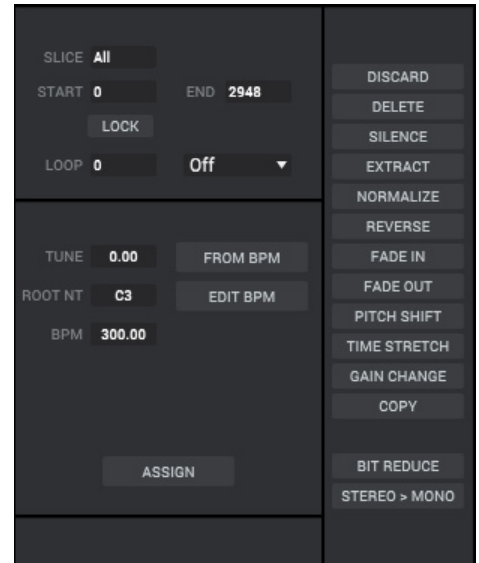 SLICE All
START 0 END 2948
LOCK
LOOP 0 Off
TUNE 0.00 FROM BPM
ROOT NT C3 EDIT BPM
BPM 300.00
ASSIGN
DISCARD
DELETE
SILENCE
EXTRACT
NORMALIZE
REVERSE
FADE IN
FADE OUT
PITCH SHIFT
TIME STRETCH
GAIN CHANGE
COPY
BIT REDUCE
STEREO > MONO